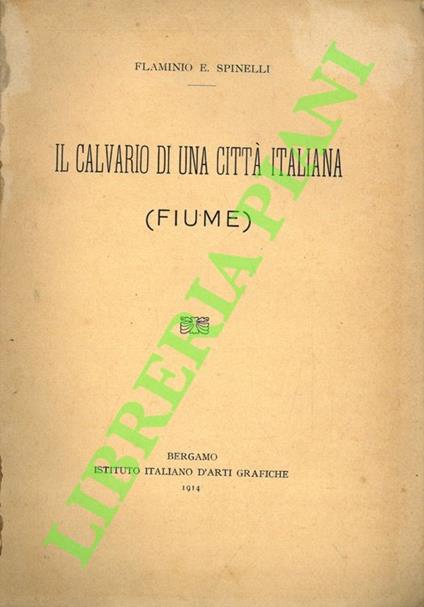 FLAMINIO E. SPINELLI
IL CALVARIO DI UNA CITTÀ ITALIANA
(FIUME)
BERGAMO
ISTITUTO ITALIANO D'ARTI GRAFICHE
1914
LIBRERIA PIANI